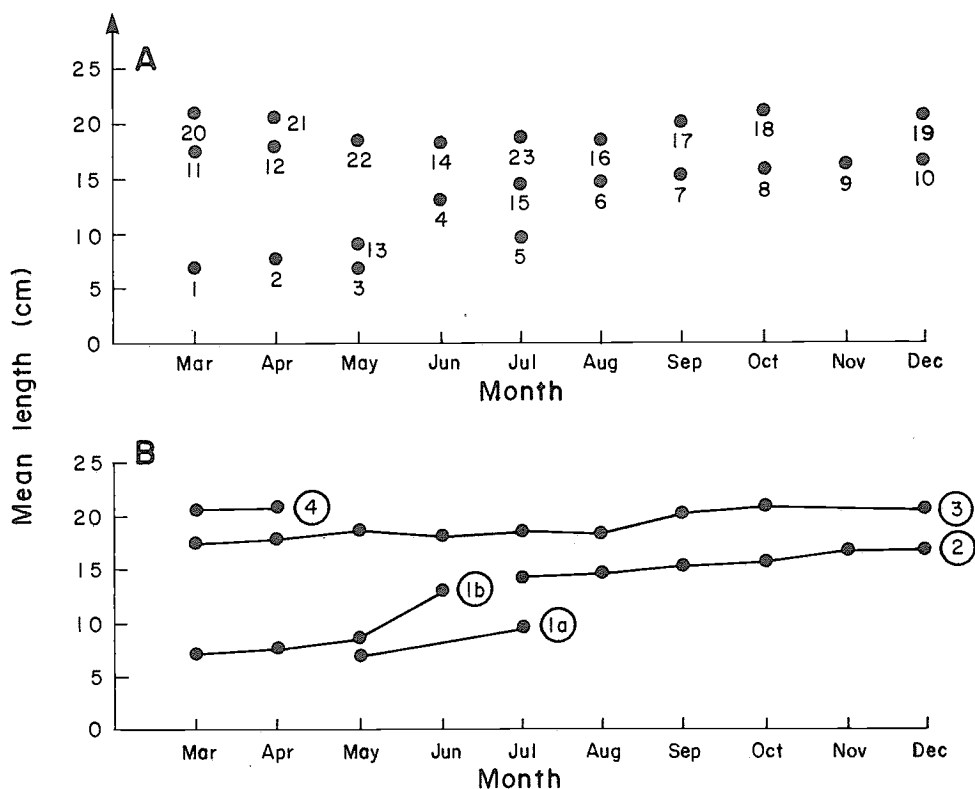 A
25
20
15
10
5
0
20 21 22 14 23 16 17 18 19
11 12 4 15 6 7 8 9 10
13
1 2 3 5
Mar Apr May Jun Jul Aug Sep Oct Nov Dec
Month
Mean length (cm)
B
25
20
15
10
5
0
4
3
2
1b
1a
Mar Apr May Jun Jul Aug Sep Oct Nov Dec
Month